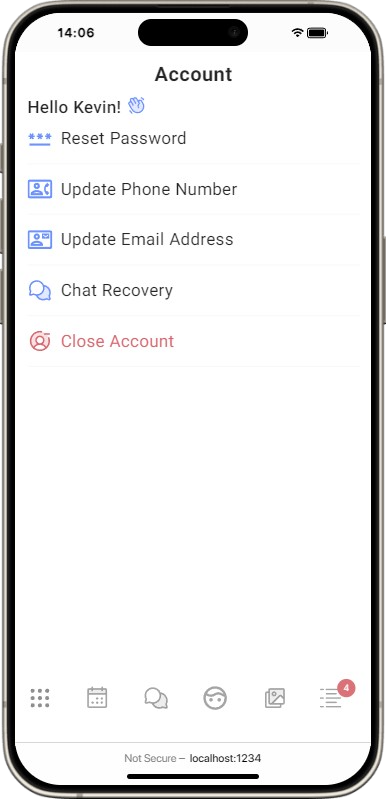 14:06
Account
Hello Kevin! 👋
Reset Password
Update Phone Number
Update Email Address
Chat Recovery
Close Account
4
Not Secure – localhost:1234